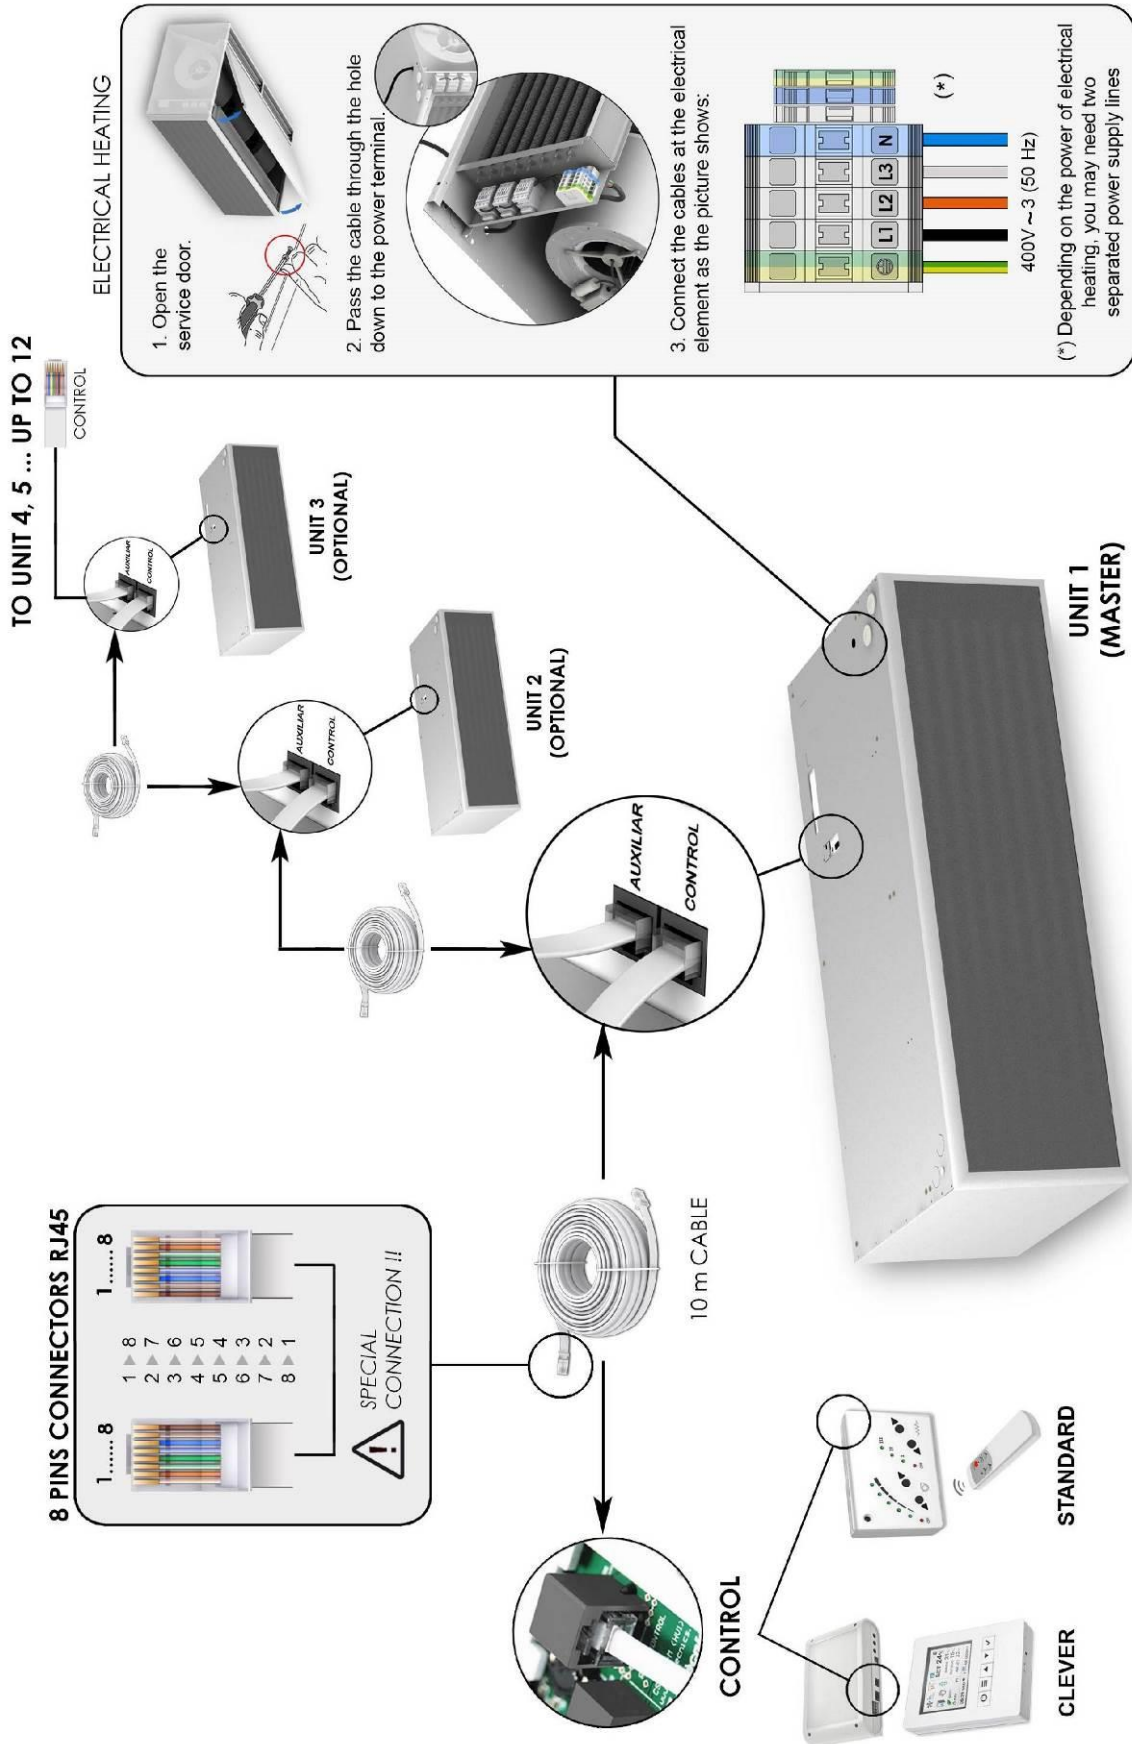 8 PINS CONNECTORS RJ45
1......8
1......8
1 ▶ 8
2 ▶ 7
3 ▶ 6
4 ▶ 5
5 ▶ 4
6 ▶ 3
7 ▶ 2
8 ▶ 1
SPECIAL
CONNECTION !!
TO UNIT 4, 5 ... UP TO 12
CONTROL
AUXILIAR
CONTROL
UNIT 3
(OPTIONAL)
AUXILIAR
CONTROL
UNIT 2
(OPTIONAL)
AUXILIAR
CONTROL
10 m CABLE
UNIT 1
(MASTER)
CONTROL
CLEVER
STANDARD
ELECTRICAL HEATING
1. Open the
service door.
2. Pass the cable through the hole
down to the power terminal.
3. Connect the cables at the electrical
element as the picture shows:
L1 L2 L3 N
400V ~ 3 (50 Hz)
(*)
(*) Depending on the power of electrical
heating, you may need two
separated power supply lines